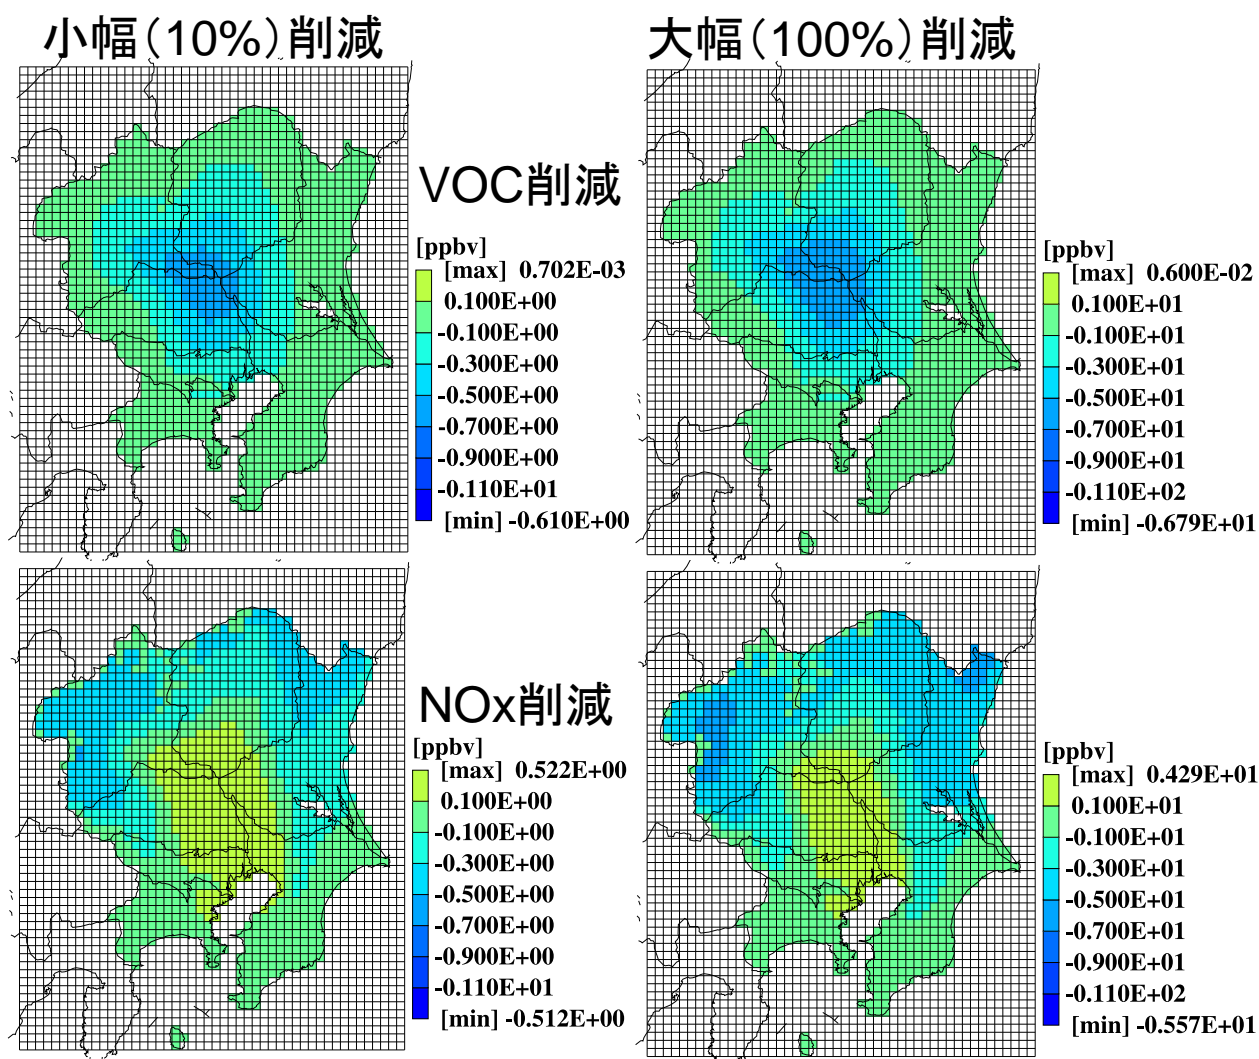 小幅（10%）削減
大幅（100%）削減
VOC削減
[ppbv]
[max] 0.702E-03
0.100E+00
-0.100E+00
-0.300E+00
-0.500E+00
-0.700E+00
-0.900E+00
-0.110E+01
[min] -0.610E+00
[ppbv]
[max] 0.600E-02
0.100E+01
-0.100E+01
-0.300E+01
-0.500E+01
-0.700E+01
-0.900E+01
-0.110E+02
[min] -0.679E+01
NOx削減
[ppbv]
[max] 0.522E+00
0.100E+00
-0.100E+00
-0.300E+00
-0.500E+00
-0.700E+00
-0.900E+00
-0.110E+01
[min] -0.512E+00
[ppbv]
[max] 0.429E+01
0.100E+01
-0.100E+01
-0.300E+01
-0.500E+01
-0.700E+01
-0.900E+01
-0.110E+02
[min] -0.557E+01